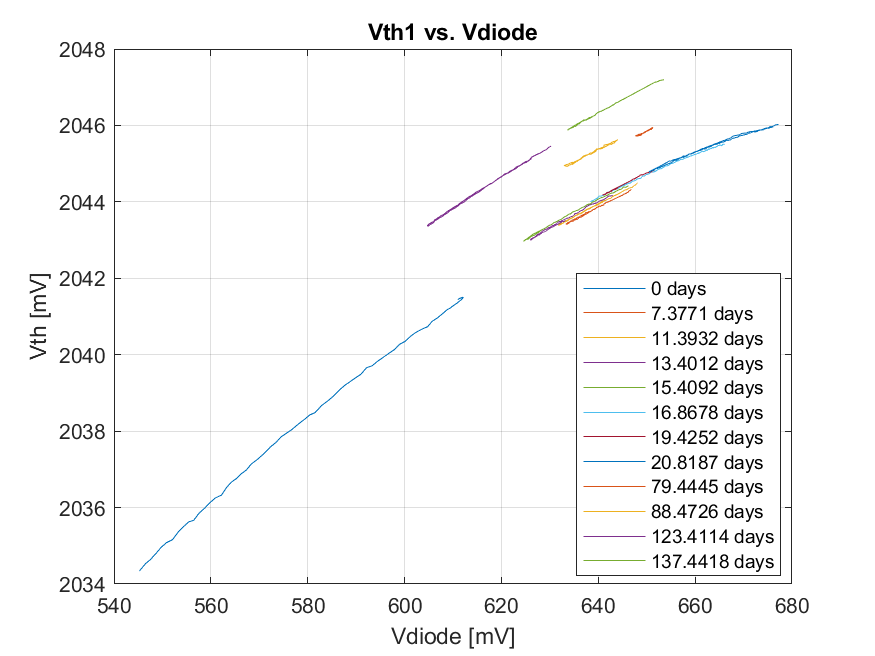 Vth1 vs. Vdiode
2048
2046
2044
2042
2040
2038
2036
2034
Vth [mV]
540
560
580
600
620
640
660
680
Vdiode [mV]
0 days
7.3771 days
11.3932 days
13.4012 days
15.4092 days
16.8678 days
19.4252 days
20.8187 days
79.4445 days
88.4726 days
123.4114 days
137.4418 days